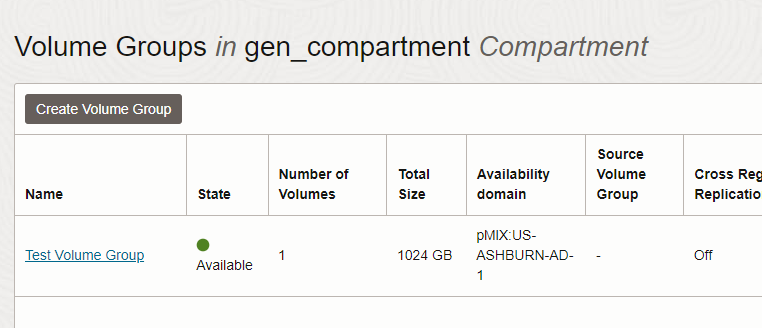 Volume Groups in gen_compartment Compartment
Create Volume Group
Name
State
Number of
Volumes
Total
Size
Availability
domain
Source
Volume
Group
Cross Reg
Replicatio
Test Volume Group
Available
1
1024 GB
pMIX:US-
ASHBURN-AD-
1
-
Off